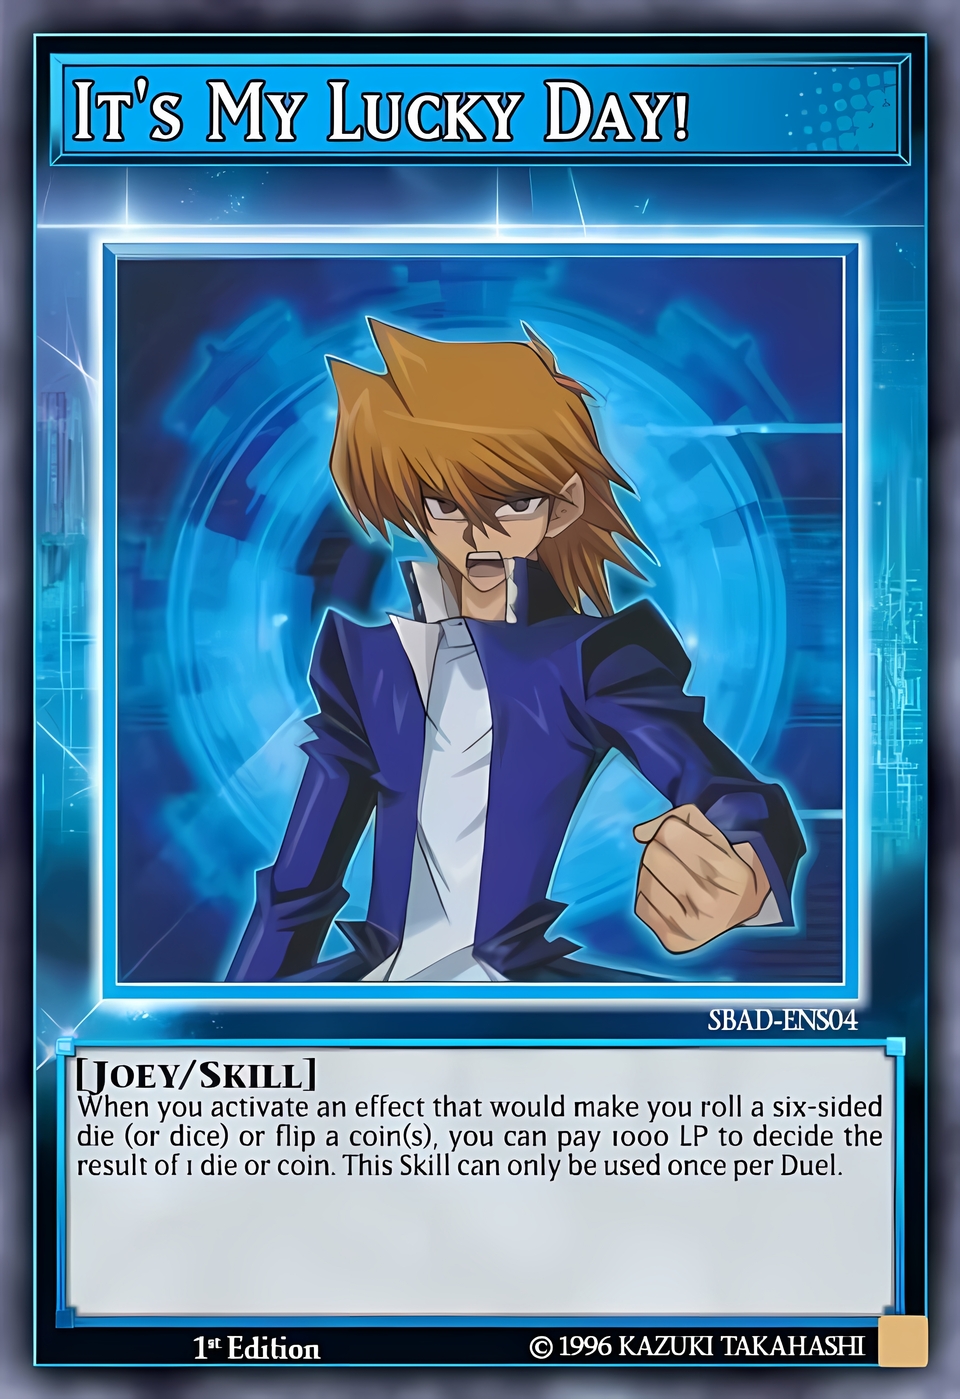 It's My Lucky Day!
SBAD-ENS04
[Joey/Skill]
When you activate an effect that would make you roll a six-sided
die (or dice) or flip a coin(s), you can pay 1000 LP to decide the
result of 1 die or coin. This Skill can only be used once per Duel.
1st Edition
© 1996 KAZUKI TAKAHASHI